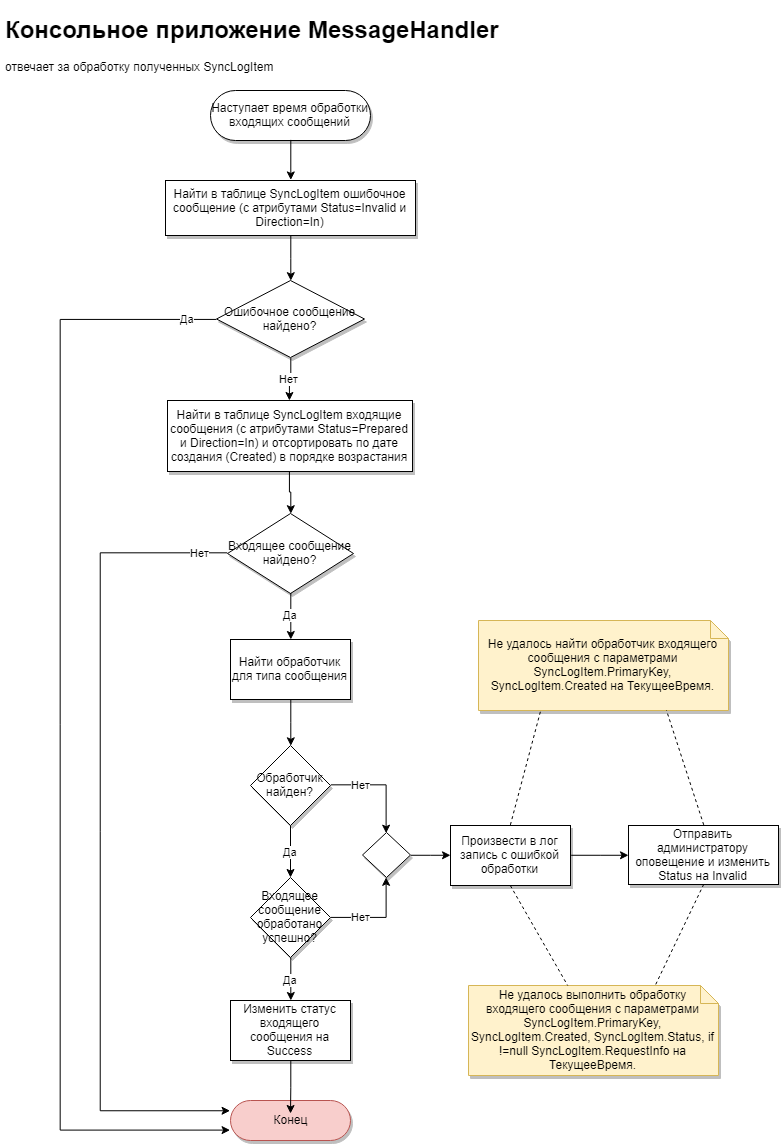 Консольное приложение MessageHandler
отвечает за обработку полученных SyncLogItem
Наступает время обработки
входящих сообщений
Найти в таблице SyncLogItem ошибочное
сообщение (с атрибутами Status=Invalid и
Direction=In)
Ошибочное сообщение
найдено?
Да
Нет
Найти в таблице SyncLogItem входящие
сообщения (с атрибутами Status=Prepared
и Direction=In) и отсортировать по дате
создания (Created) в порядке возрастания
Входящее сообщение
найдено?
Нет
Да
Найти обработчик
для типа сообщения
Не удалось найти обработчик входящего
сообщения с параметрами
SyncLogItem.PrimaryKey,
SyncLogItem.Created на ТекущееВремя.
Обработчик
найден?
Нет
Да
Произвести в лог
запись с ошибкой
обработки
Отправить
администратору
оповещение и изменить
Status на Invalid
Входящее
сообщение
обработано
успешно?
Нет
Да
Изменить статус
входящего
сообщения на
Success
Не удалось выполнить обработку
входящего сообщения с параметрами
SyncLogItem.PrimaryKey,
SyncLogItem.Created, SyncLogItem.Status, if
!=null SyncLogItem.RequestInfo на
ТекущееВремя.
Конец